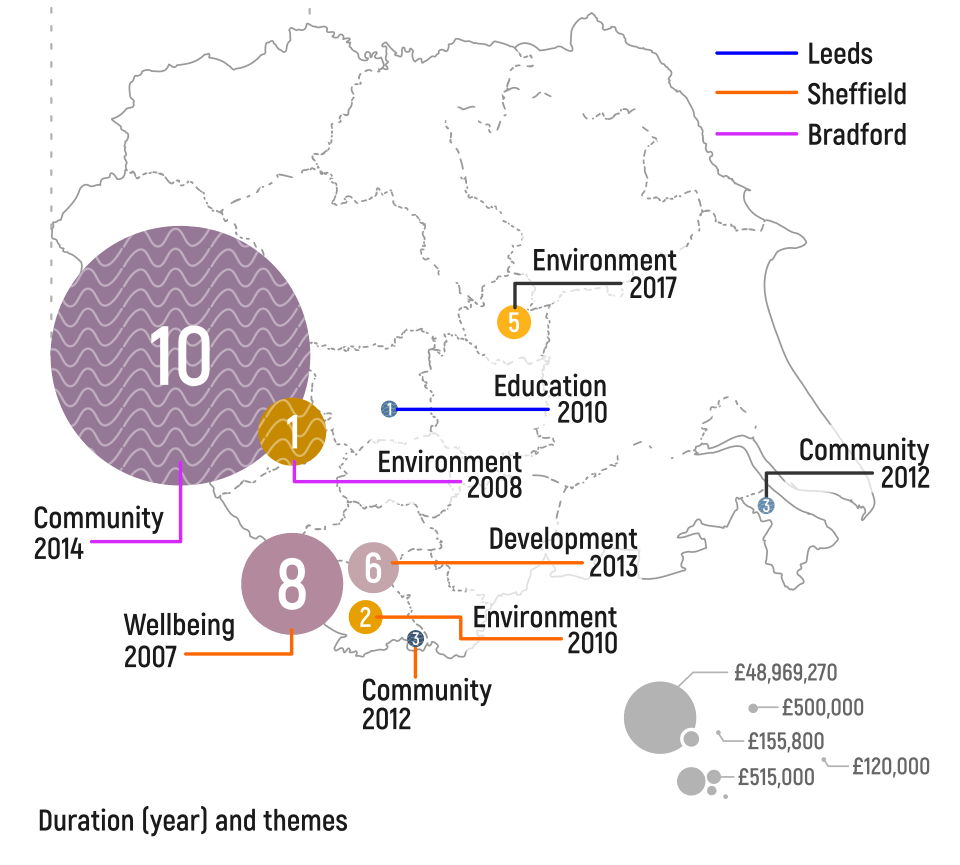 Leeds
Sheffield
Bradford
Environment
2017
5
10
Education
2010
1
1
Environment
2008
Community
2012
3
Community
2014
Development
2013
8
6
Wellbeing
2007
2
Environment
2010
3
Community
2012
£48,969,270
£500,000
£155,800
£120,000
£515,000
Duration (year) and themes